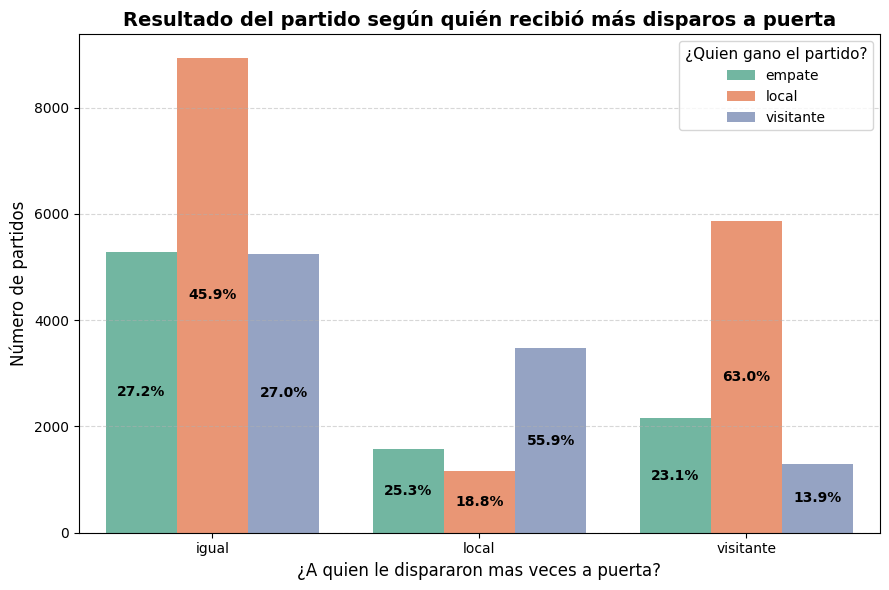 Resultado del partido según quién recibió más disparos a puerta
¿Quien gano el partido?
empate
local
visitante
Número de partidos
8000
6000
4000
2000
0
27.2%
45.9%
27.0%
25.3%
18.8%
55.9%
23.1%
63.0%
13.9%
igual
local
visitante
¿A quien le dispararon mas veces a puerta?